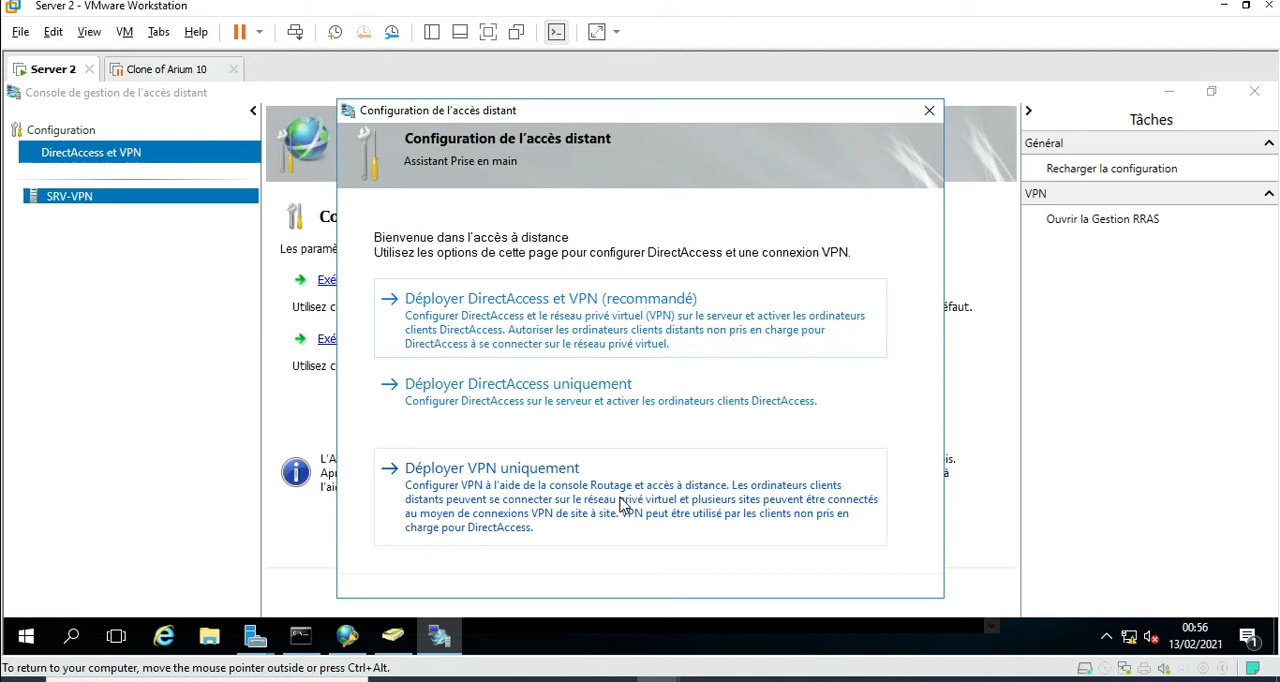 Server 2 - VMware Workstation
File Edit View VM Tabs Help
Server 2
Clone of Arium 10
Console de gestion de l'accès distant
Configuration
DirectAccess et VPN
SRV-VPN
Co
Les paramè
Exé
Utilisez c
éfaut.
Exé
Utilisez c
L'A
is.
Apr
à
l'ai
Configuration de l'accès distant
Configuration de l'accès distant
Assistant Prise en main
Bienvenue dans l'accès à distance
Utilisez les options de cette page pour configurer DirectAccess et une connexion VPN.
Déployer DirectAccess et VPN (recommandé)
Configurer DirectAccess et le réseau privé virtuel (VPN) sur le serveur et activer les ordinateurs
clients DirectAccess. Autoriser les ordinateurs clients distants non pris en charge pour
DirectAccess à se connecter sur le réseau privé virtuel.
Déployer DirectAccess uniquement
Configurer DirectAccess sur le serveur et activer les ordinateurs clients DirectAccess.
Déployer VPN uniquement
Configurer VPN à l'aide de la console Routage et accès à distance. Les ordinateurs clients
distants peuvent se connecter sur le réseau privé virtuel et plusieurs sites peuvent être connectés
au moyen de connexions VPN de site à site. VPN peut être utilisé par les clients non pris en
charge pour DirectAccess.
Tâches
Général
Recharger la configuration
VPN
Ouvrir la Gestion RRAS
00:56
13/02/2021
1
To return to your computer, move the mouse pointer outside or press Ctrl+Alt.